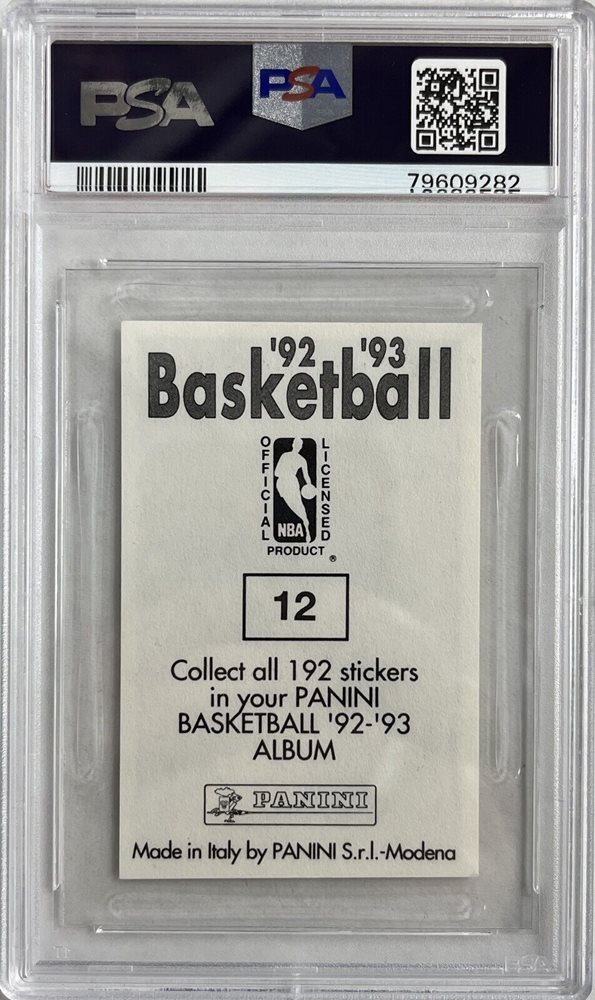 PSA
PSA
79609282
'92 '93
Basketball
OFFICIAL LICENSED
NBA
PRODUCT ®
12
Collect all 192 stickers
in your PANINI
BASKETBALL '92-'93
ALBUM
PANINI
Made in Italy by PANINI S.r.l.-Modena
PSA